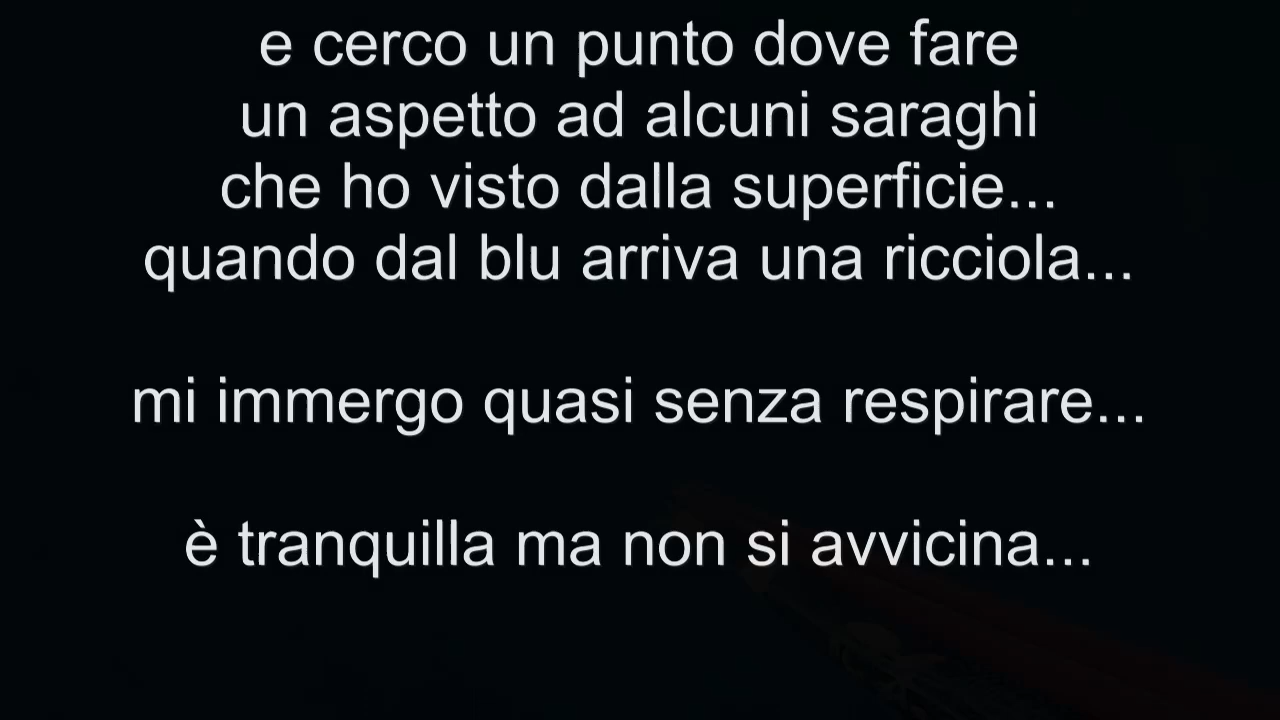 e cerco un punto dove fare
un aspetto ad alcuni saraghi
che ho visto dalla superficie...
quando dal blu arriva una ricciola...
mi immergo quasi senza respirare...
è tranquilla ma non si avvicina...